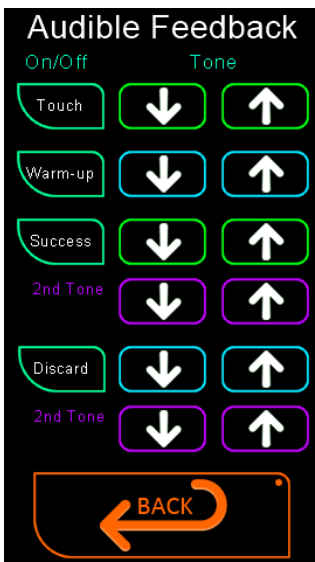 Audible Feedback
On/Off Tone
Touch
Warm-up
Success
2nd Tone
Discard
2nd Tone
BACK